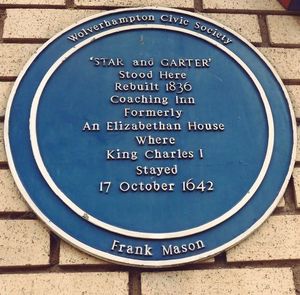 Wolverhampton Civic Society
'STAR and GARTER'
Stood Here
Rebuilt 1836
Coaching Inn
Formerly
An Elizabethan House
Where
King Charles I
Stayed
17 October 1642
Frank Mason